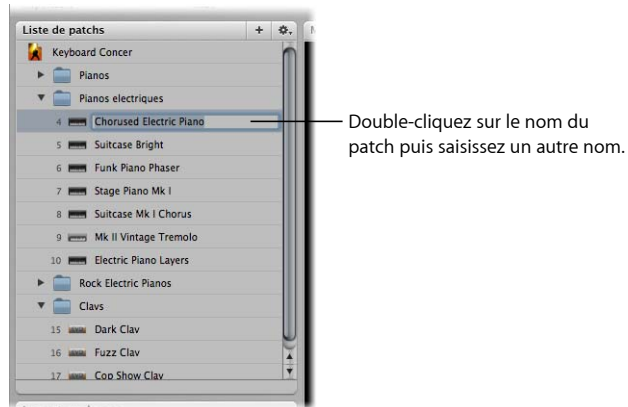 Liste de patchs
Keyboard Concer
Pianos
Pianos electriques
4 Chorused Electric Piano
Double-cliquez sur le nom du
patch puis saisissez un autre nom.
5 Suitcase Bright
6 Funk Piano Phaser
7 Stage Piano Mk I
8 Suitcase Mk I Chorus
9 Mk II Vintage Tremolo
10 Electric Piano Layers
Rock Electric Pianos
Clavs
15 Dark Clav
16 Fuzz Clav
17 Cop Show Clav